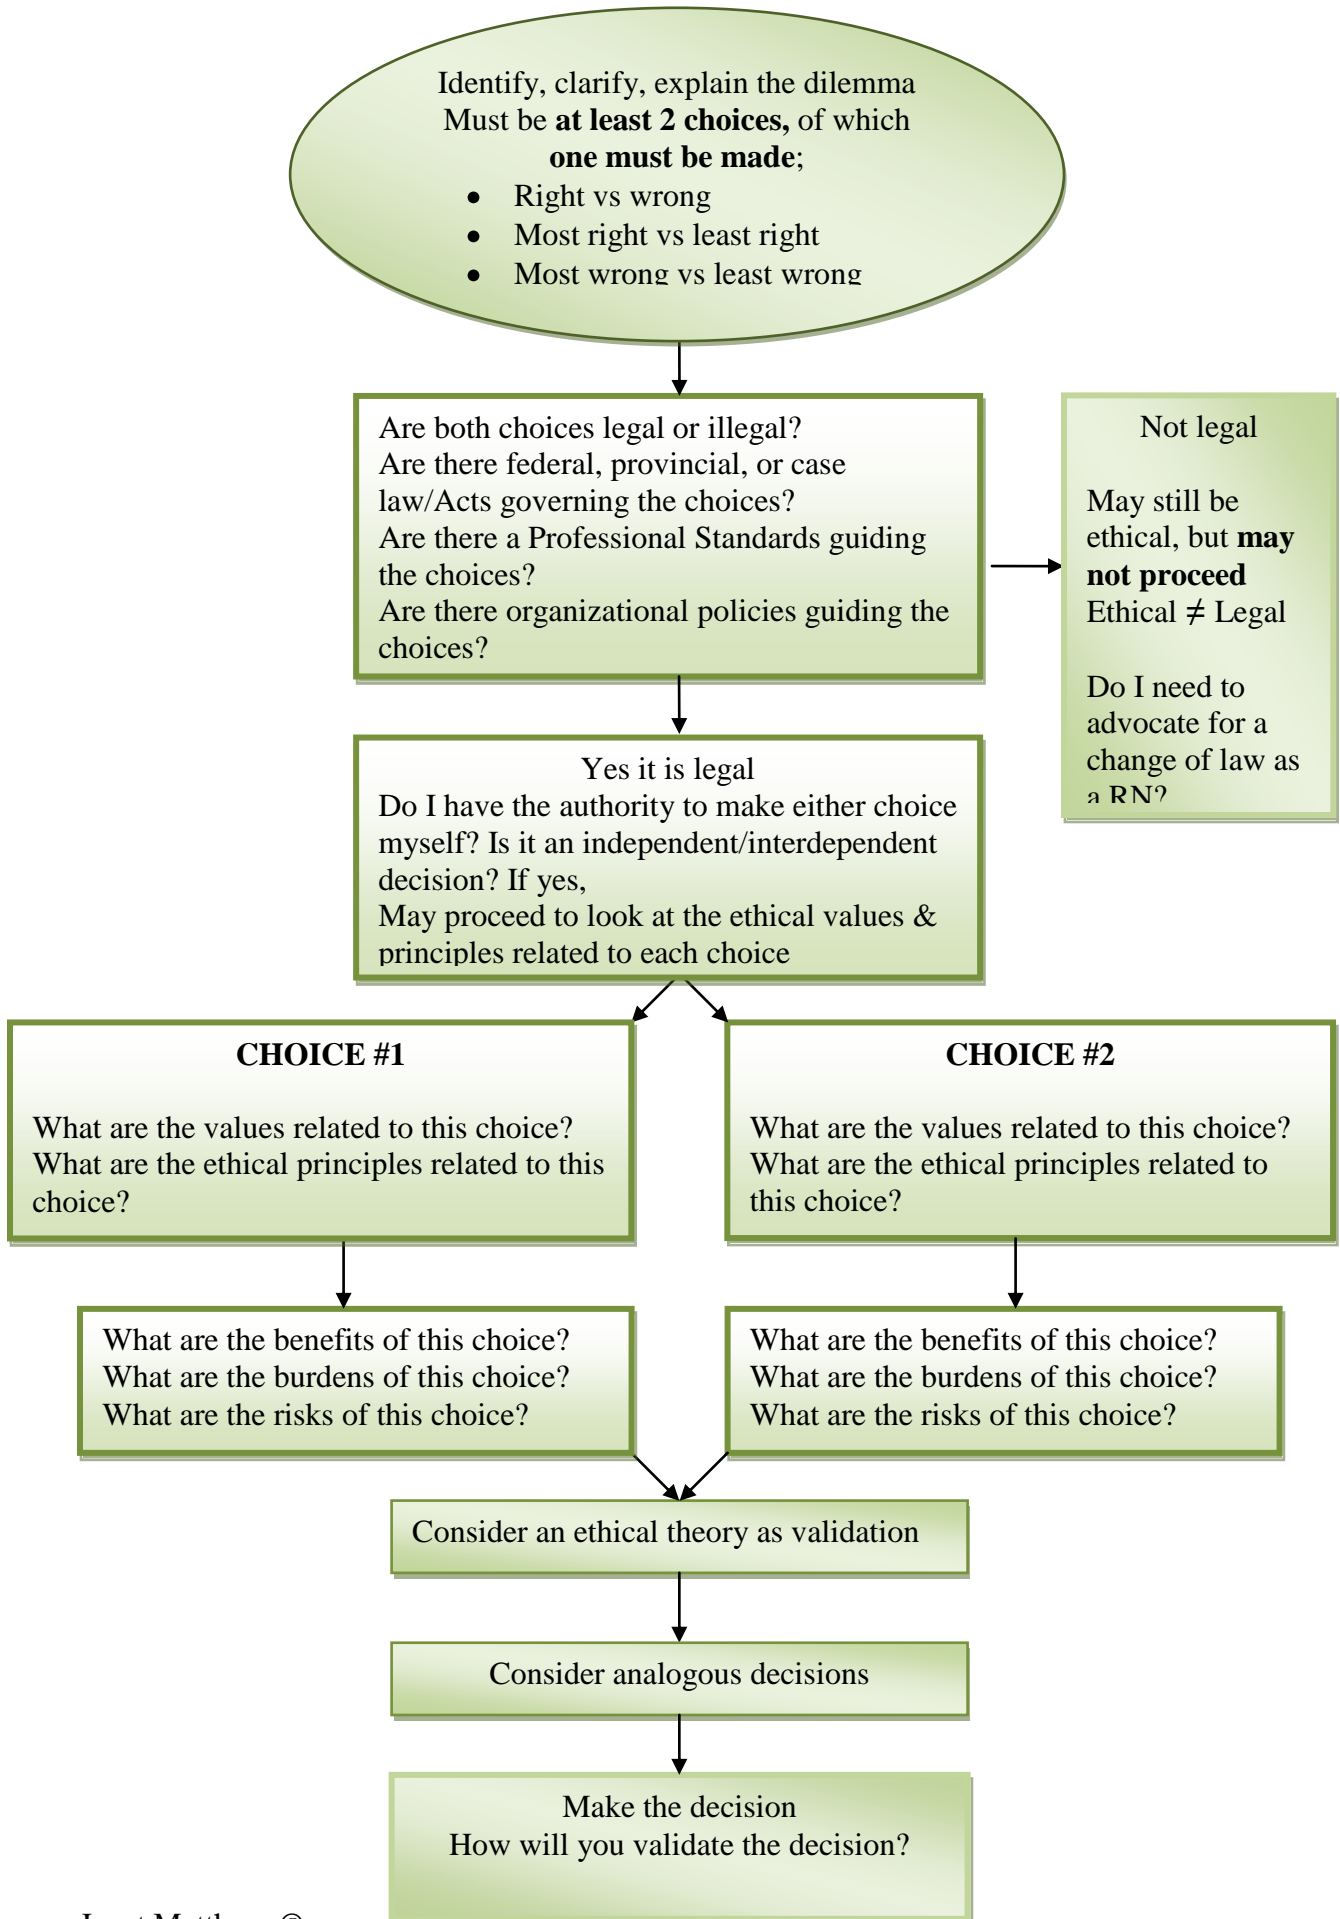 Identify, clarify, explain the dilemma
Must be at least 2 choices, of which
one must be made;
• Right vs wrong
• Most right vs least right
• Most wrong vs least wrong
Are both choices legal or illegal?
Are there federal, provincial, or case
law/Acts governing the choices?
Are there a Professional Standards guiding
the choices?
Are there organizational policies guiding the
choices?
Not legal
May still be
ethical, but may
not proceed
Ethical ≠ Legal
Do I need to
advocate for a
change of law as
a RN?
Yes it is legal
Do I have the authority to make either choice
myself? Is it an independent/interdependent
decision? If yes,
May proceed to look at the ethical values &
principles related to each choice
CHOICE #1
What are the values related to this choice?
What are the ethical principles related to this
choice?
CHOICE #2
What are the values related to this choice?
What are the ethical principles related to
this choice?
What are the benefits of this choice?
What are the burdens of this choice?
What are the risks of this choice?
What are the benefits of this choice?
What are the burdens of this choice?
What are the risks of this choice?
Consider an ethical theory as validation
Consider analogous decisions
Make the decision
How will you validate the decision?